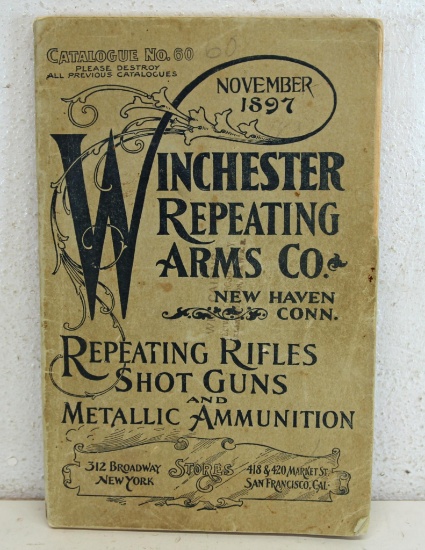 CATALOGUE No. 60
60
PLEASE DESTROY
ALL PREVIOUS CATALOGUES
NOVEMBER
1897
WINCHESTER
REPEATING
ARMS CO.
NEW HAVEN
CONN.
REPEATING RIFLES
SHOT GUNS
AND
METALLIC AMMUNITION
312 BROADWAY
NEW YORK
STORES
418 & 420 MARKET ST.
SAN FRANCISCO, CAL.